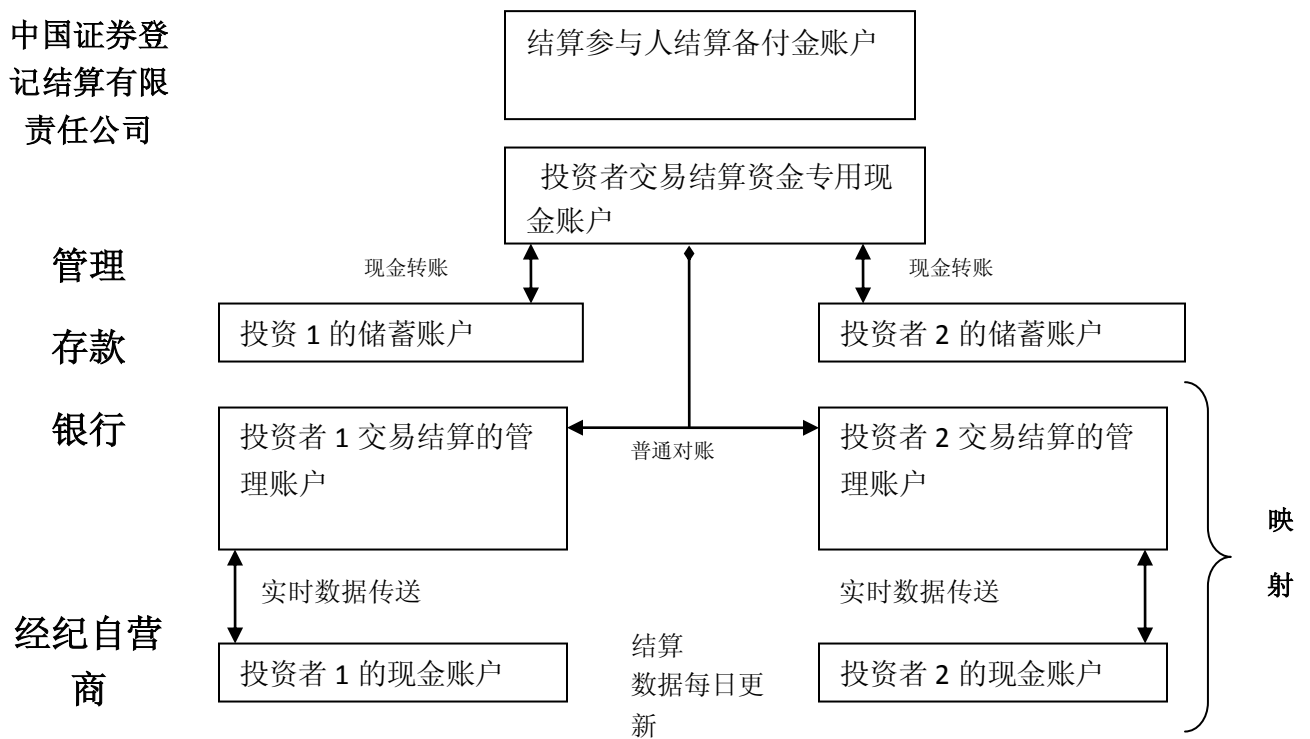 中国证券登
记结算有限
责任公司
结算参与人结算备付金账户
投资者交易结算资金专用现
金账户
管理
存款
银行
现金转账
现金转账
投资 1 的储蓄账户
投资者 2 的储蓄账户
投资者 1 交易结算的管
理账户
普通对账
投资者 2 交易结算的管
理账户
映
射
实时数据传送
实时数据传送
经纪自营
商
投资者 1 的现金账户
结算
数据每日更
新
投资者 2 的现金账户